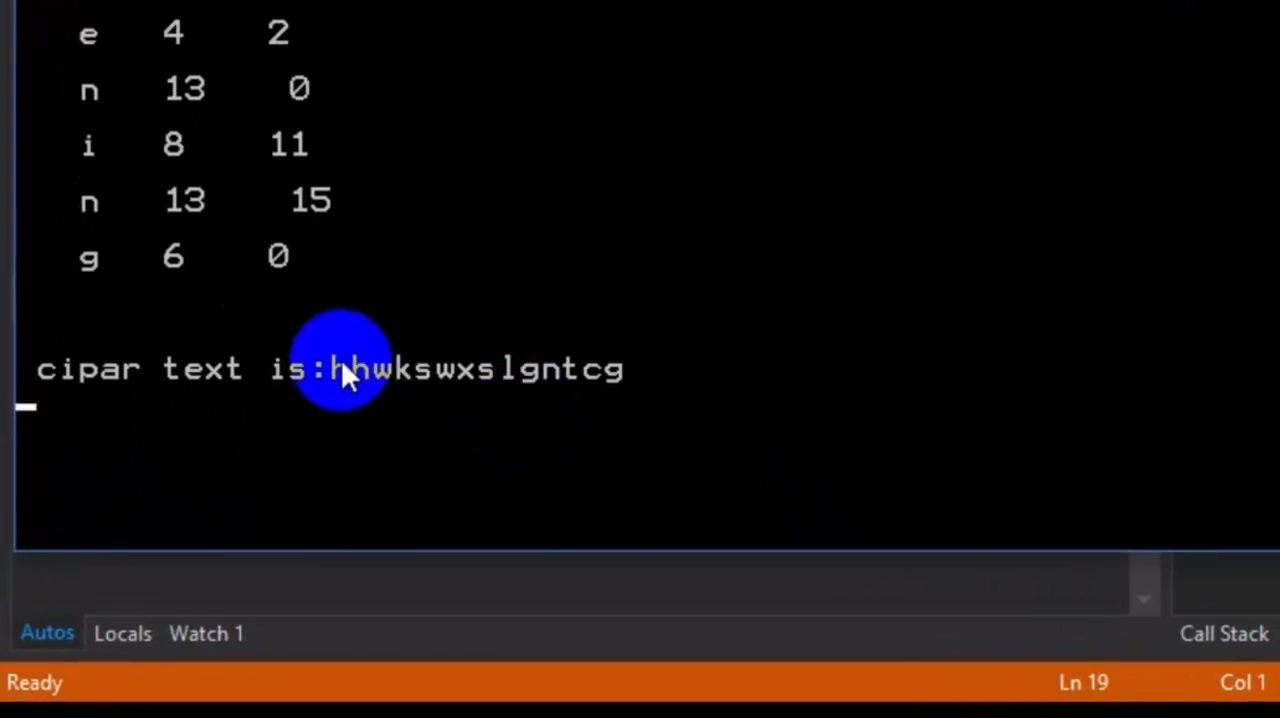 e 4 2
n 13 0
i 8 11
n 13 15
g 6 0
cipar text is:hhwkswxslgntcg
Autos Locals Watch 1 Call Stack
Ready Ln 19 Col 1